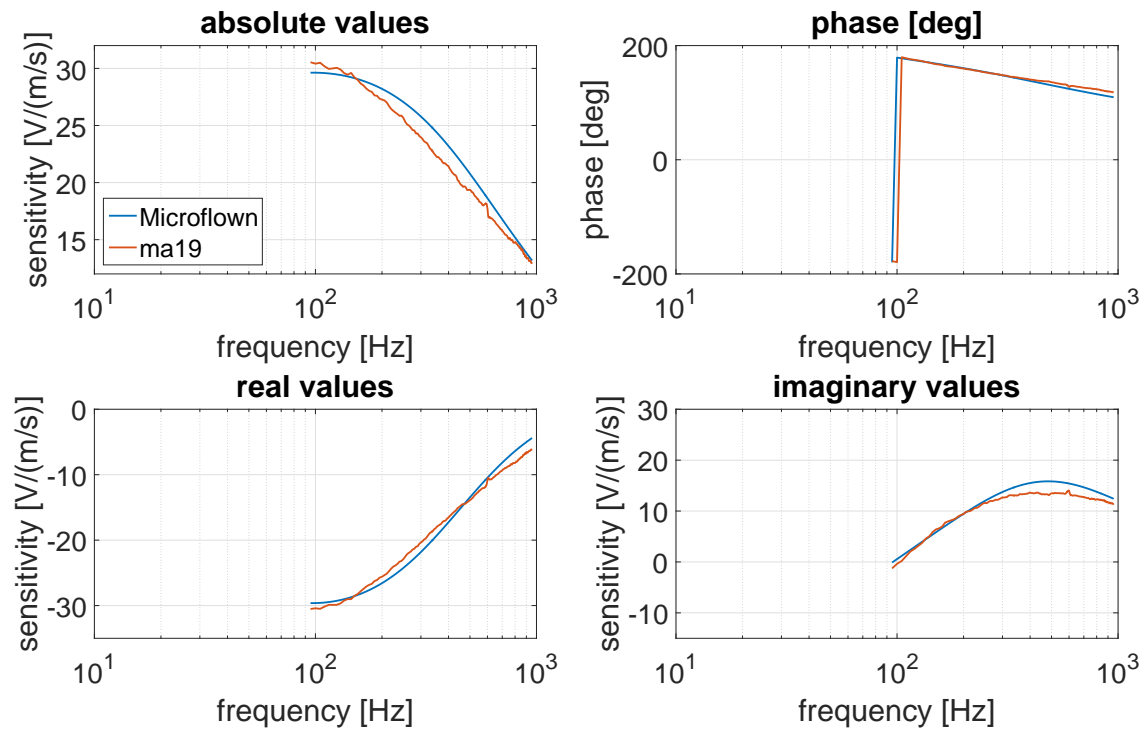 absolute values
sensitivity [V/(m/s)]
30
25
20
15
Microflown
ma19
10^1
10^2
10^3
frequency [Hz]
phase [deg]
phase [deg]
200
0
-200
10^1
10^2
10^3
frequency [Hz]
real values
sensitivity [V/(m/s)]
0
-10
-20
-30
10^1
10^2
10^3
frequency [Hz]
imaginary values
sensitivity [V/(m/s)]
30
20
10
0
-10
10^1
10^2
10^3
frequency [Hz]